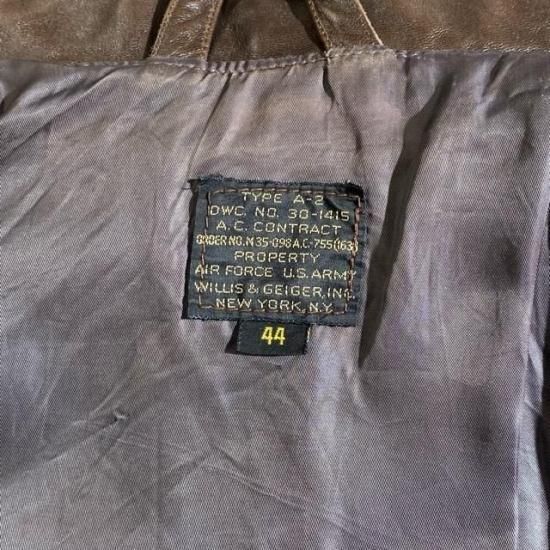 TYPE A-2
DWG. NO. 30-1415
A.C. CONTRACT
ORDER NO. N35-098 A.C.-755(163)
PROPERTY
AIR FORCE U.S. ARMY
WILLIS & GEIGER, INC.
NEW YORK, N.Y.
44